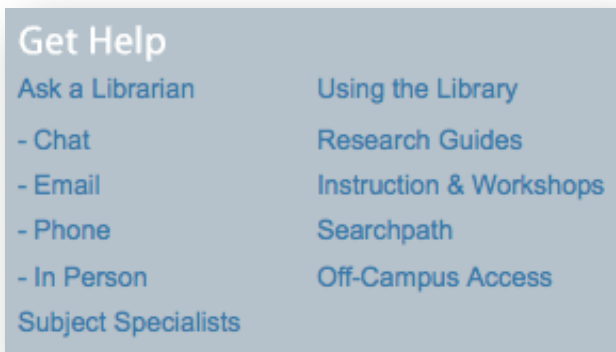 Get Help
Ask a Librarian
- Chat
- Email
- Phone
- In Person
Subject Specialists
Using the Library
Research Guides
Instruction & Workshops
Searchpath
Off-Campus Access